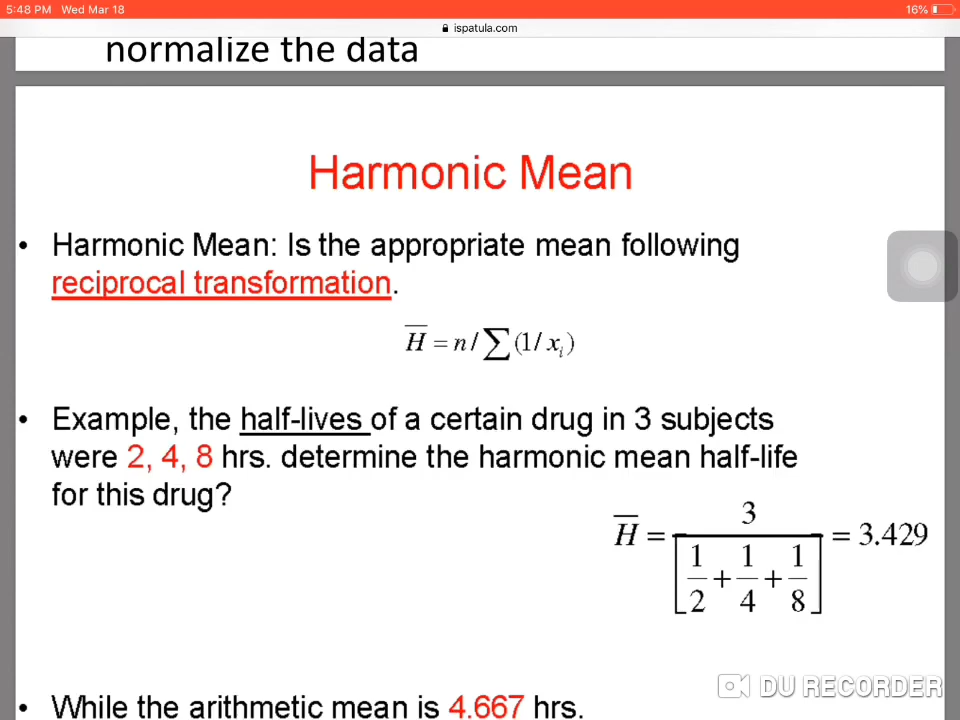 5:48 PM Wed Mar 18
16%
ispatula.com
normalize the data
Harmonic Mean
• Harmonic Mean: Is the appropriate mean following
reciprocal transformation.
H̅ = n / ∑ (1 / xᵢ)
• Example, the half-lives of a certain drug in 3 subjects
were 2, 4, 8 hrs. determine the harmonic mean half-life
for this drug?
H̅ = 3 / [1/2 + 1/4 + 1/8] = 3.429
• While the arithmetic mean is 4.667 hrs.
DU RECORDER